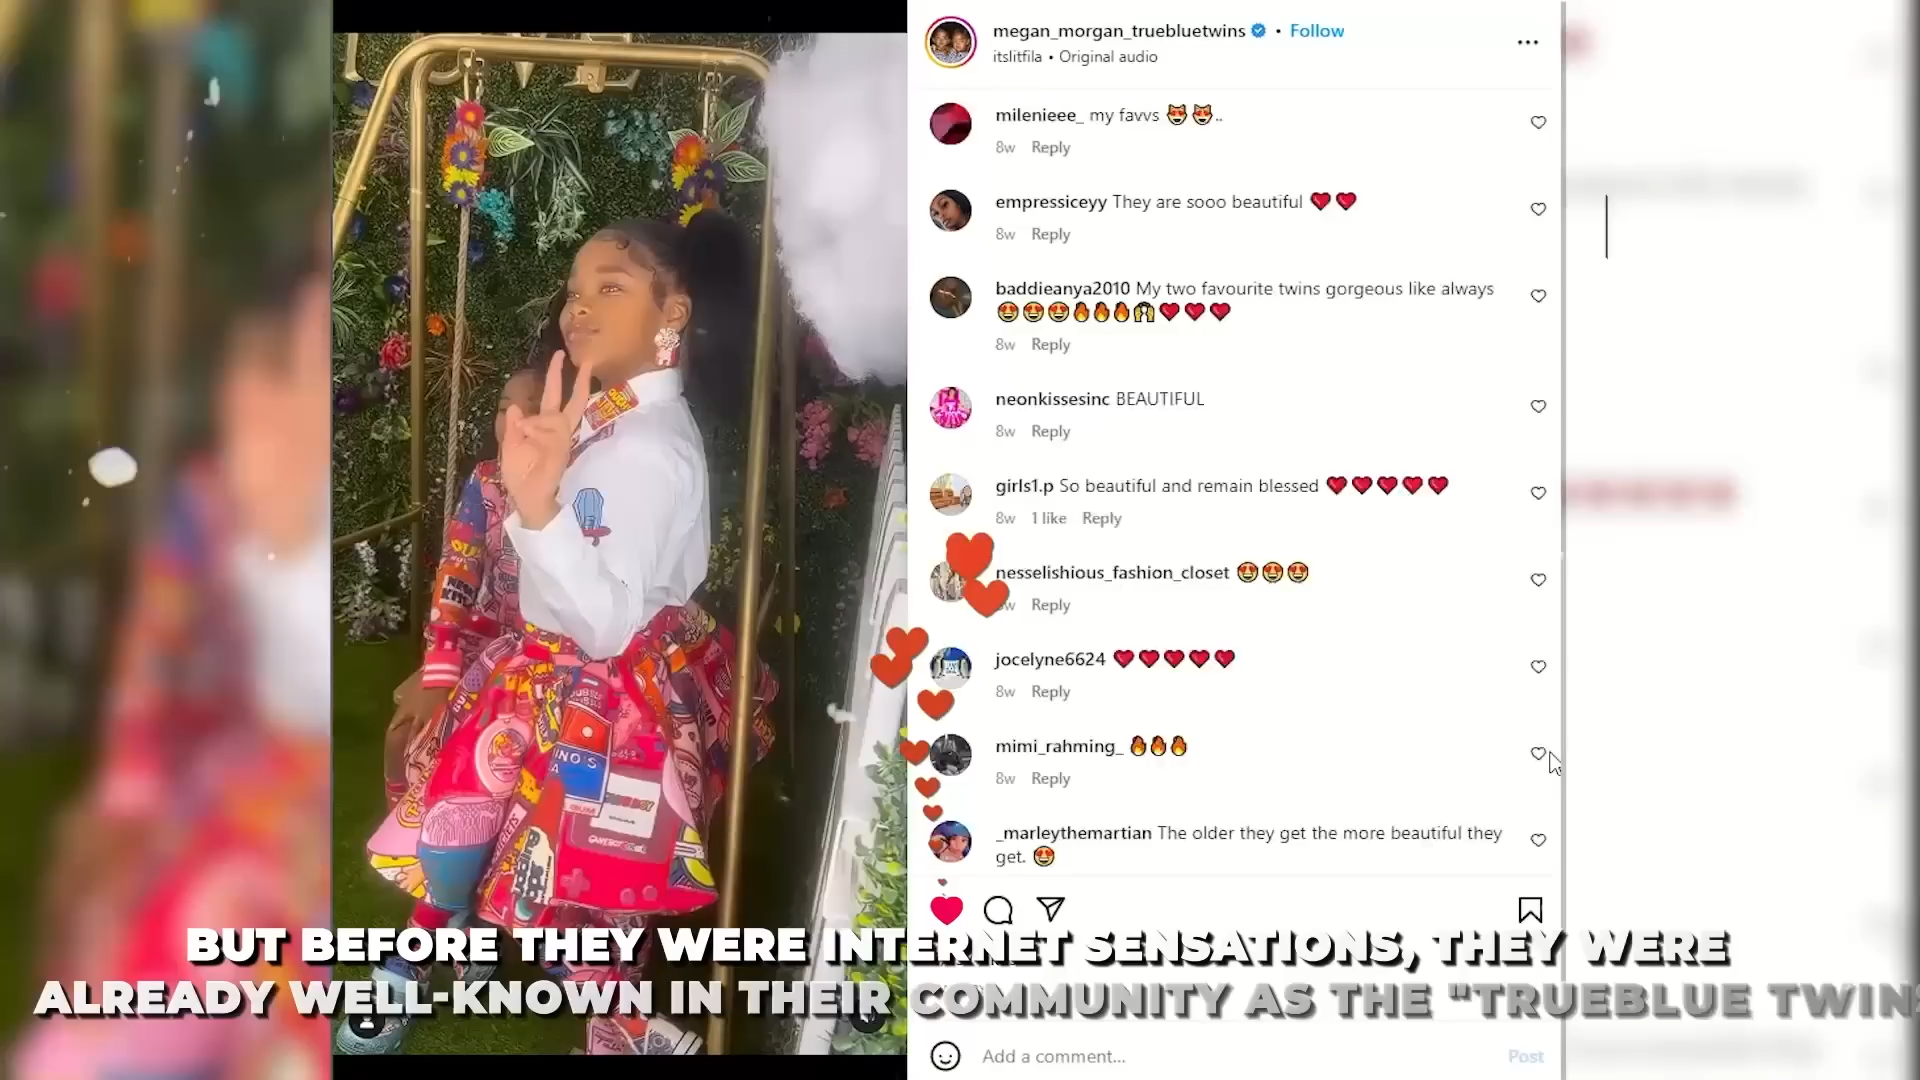 megan_morgan_truebluetwins • Follow
itslitfila • Original audio
milenieee_ my favvs 😻😻..
8w Reply
empressiceyy They are sooo beautiful ❤️❤️
8w Reply
baddieanya2010 My two favourite twins gorgeous like always
😍😍😍🔥🔥🔥🙌❤️❤️❤️
8w Reply
neonkissesinc BEAUTIFUL
8w Reply
girls1.p So beautiful and remain blessed ❤️❤️❤️❤️❤️
8w 1 like Reply
nesselishious_fashion_closet 😍😍😍
Reply
jocelyne6624 ❤️❤️❤️❤️❤️
8w Reply
mimi_rahming_ 🔥🔥🔥
8w Reply
_marleythemartian The older they get the more beautiful they
get. 😍
BUT BEFORE THEY WERE INTERNET SENSATIONS, THEY WERE
ALREADY WELL-KNOWN IN THEIR COMMUNITY AS THE "TRUEBLUE TWINS
Add a comment...
Post